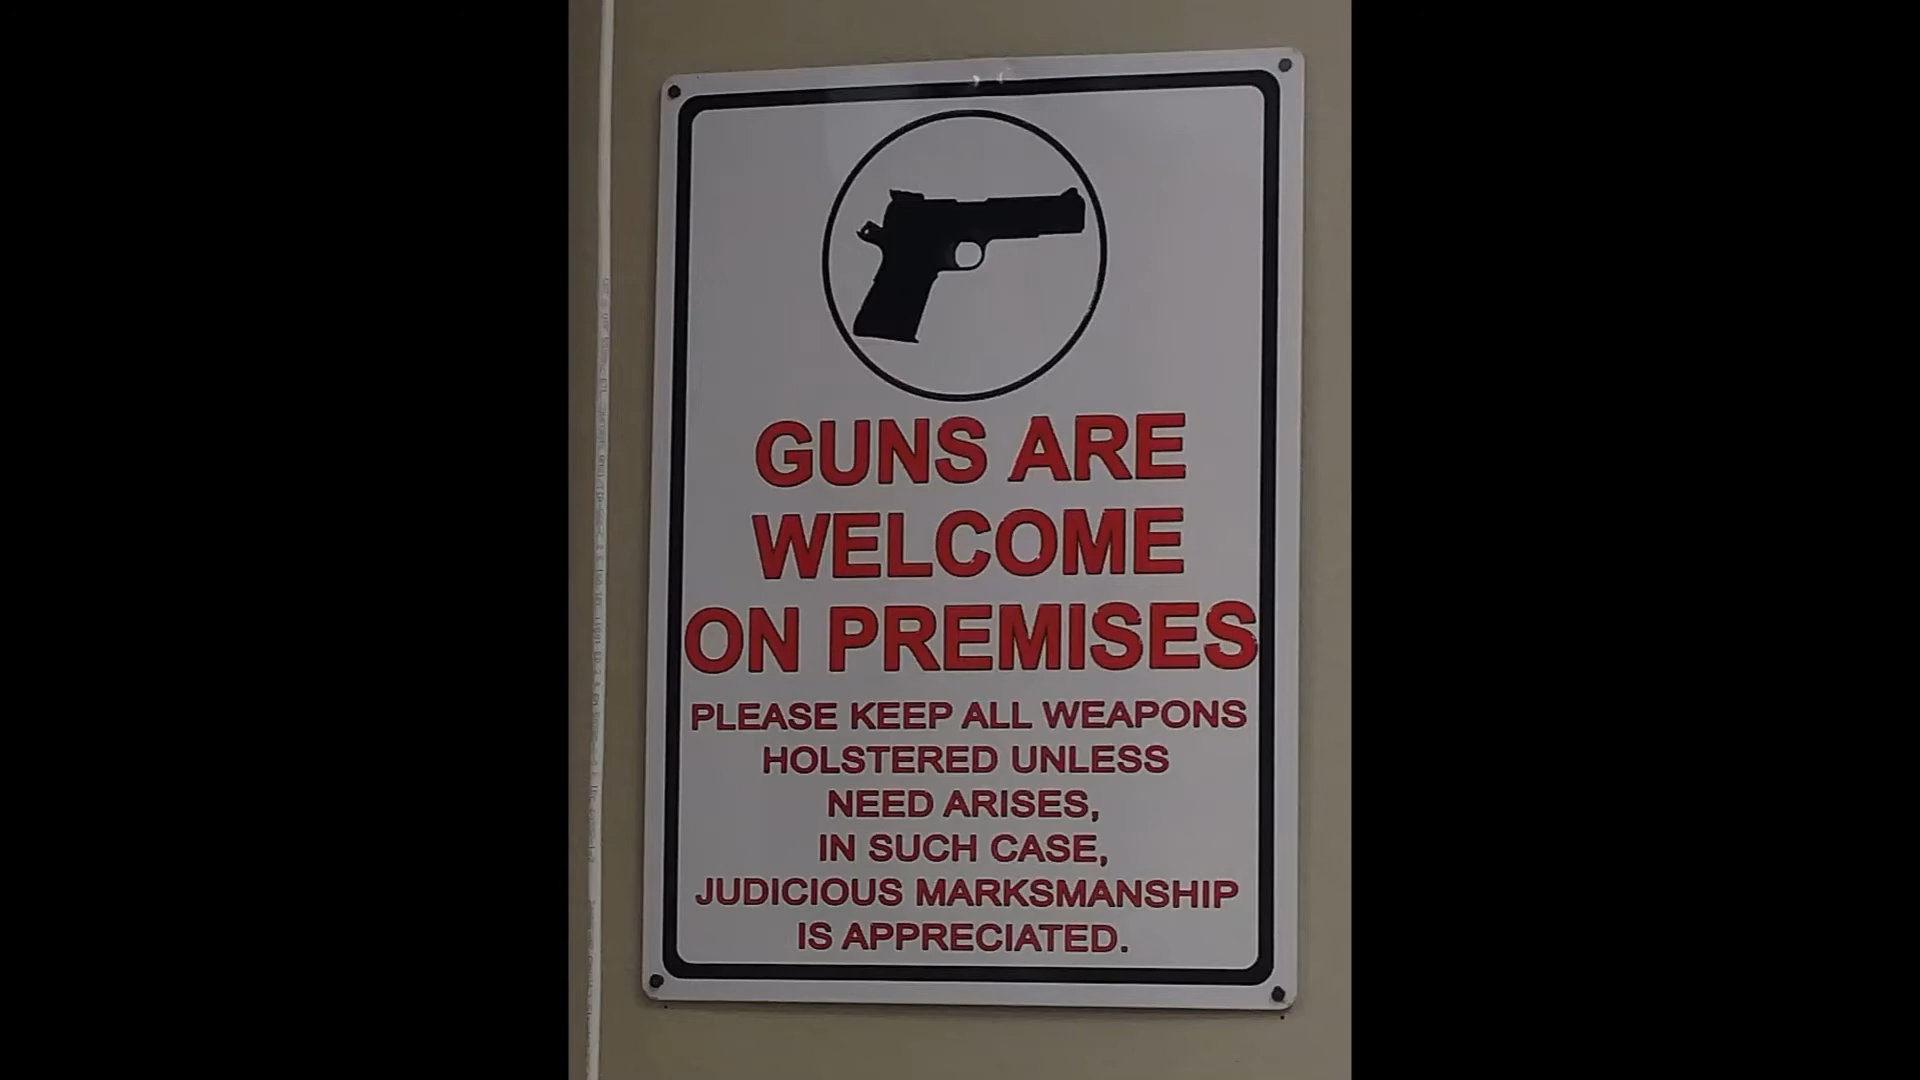 GUNS ARE
WELCOME
ON PREMISES
PLEASE KEEP ALL WEAPONS
HOLSTERED UNLESS
NEED ARISES,
IN SUCH CASE,
JUDICIOUS MARKSMANSHIP
IS APPRECIATED.